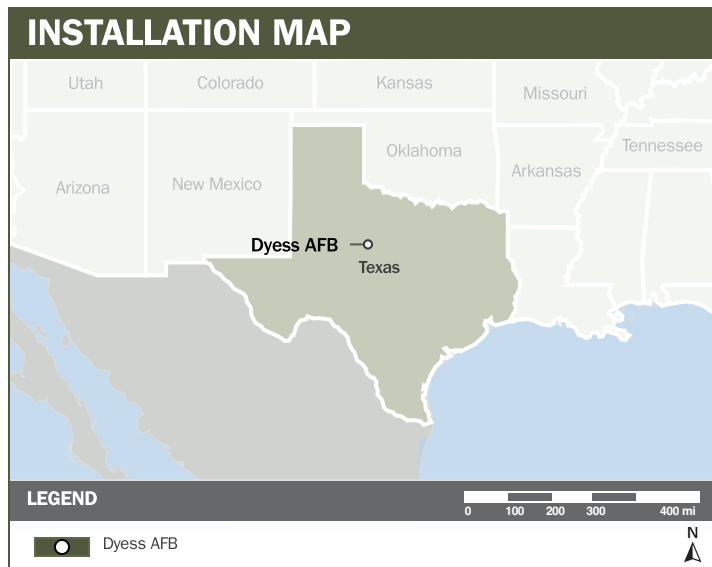 INSTALLATION MAP
Utah
Colorado
Kansas
Missouri
Tennessee
Oklahoma
Arkansas
Arizona
New Mexico
Dyess AFB
Texas
LEGEND
0 100 200 300 400 mi
Dyess AFB
N